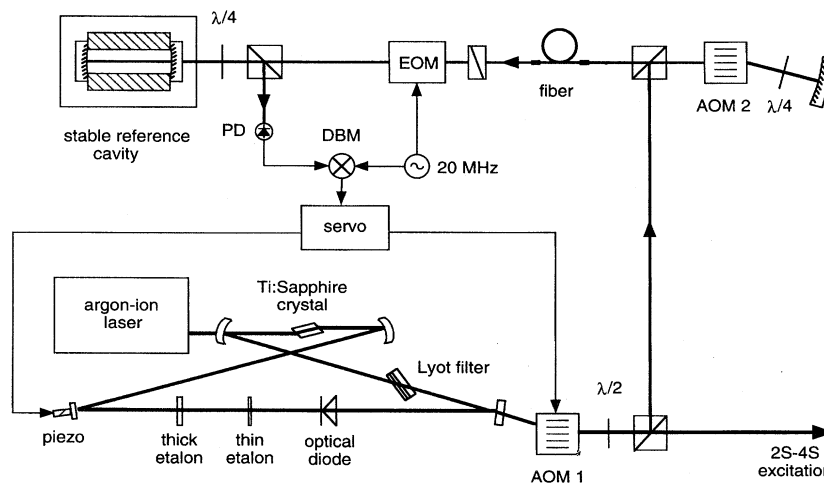 λ/4
EOM
fiber
AOM 2
λ/4
stable reference
cavity
PD
DBM
20 MHz
servo
argon-ion
laser
Ti:Sapphire
crystal
Lyot filter
λ/2
piezo
thick
etalon
thin
etalon
optical
diode
AOM 1
2S-4S
excitation